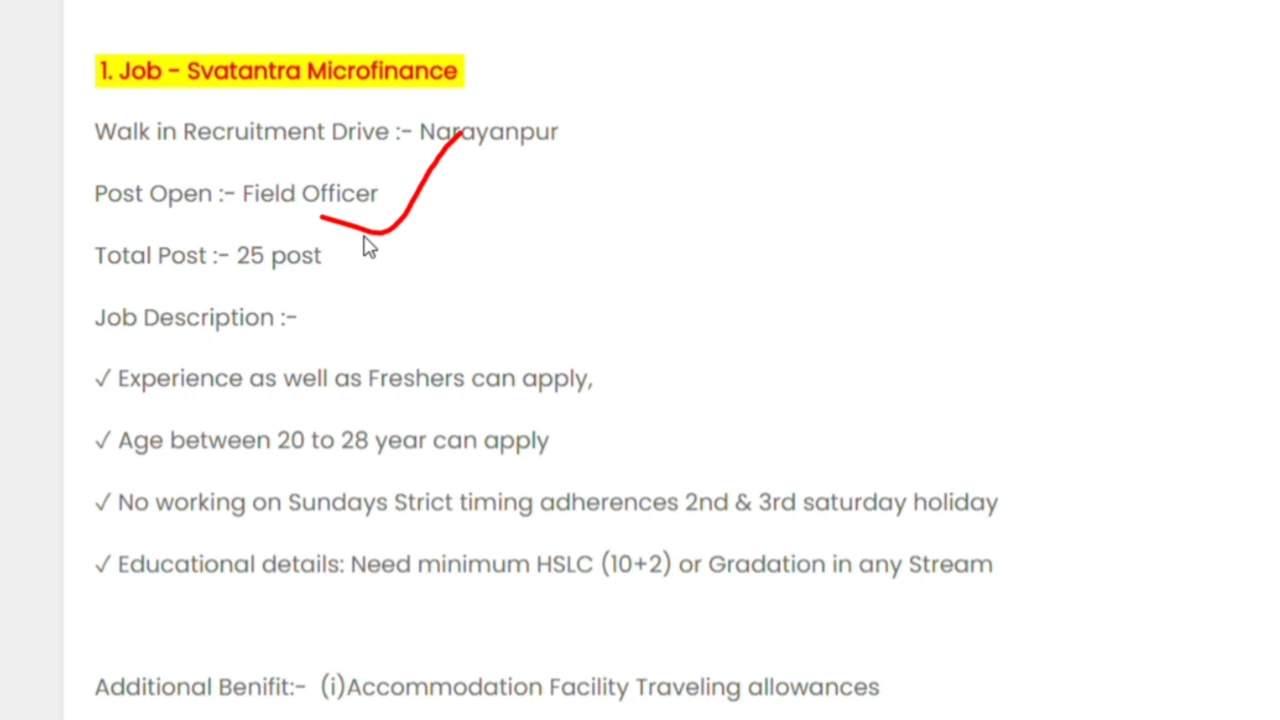 1. Job - Svatantra Microfinance
Walk in Recruitment Drive :- Narayanpur
Post Open :- Field Officer
Total Post :- 25 post
Job Description :-
✓ Experience as well as Freshers can apply,
✓ Age between 20 to 28 year can apply
✓ No working on Sundays Strict timing adherences 2nd & 3rd saturday holiday
✓ Educational details: Need minimum HSLC (10+2) or Gradation in any Stream
Additional Benifit:- (i)Accommodation Facility Traveling allowances